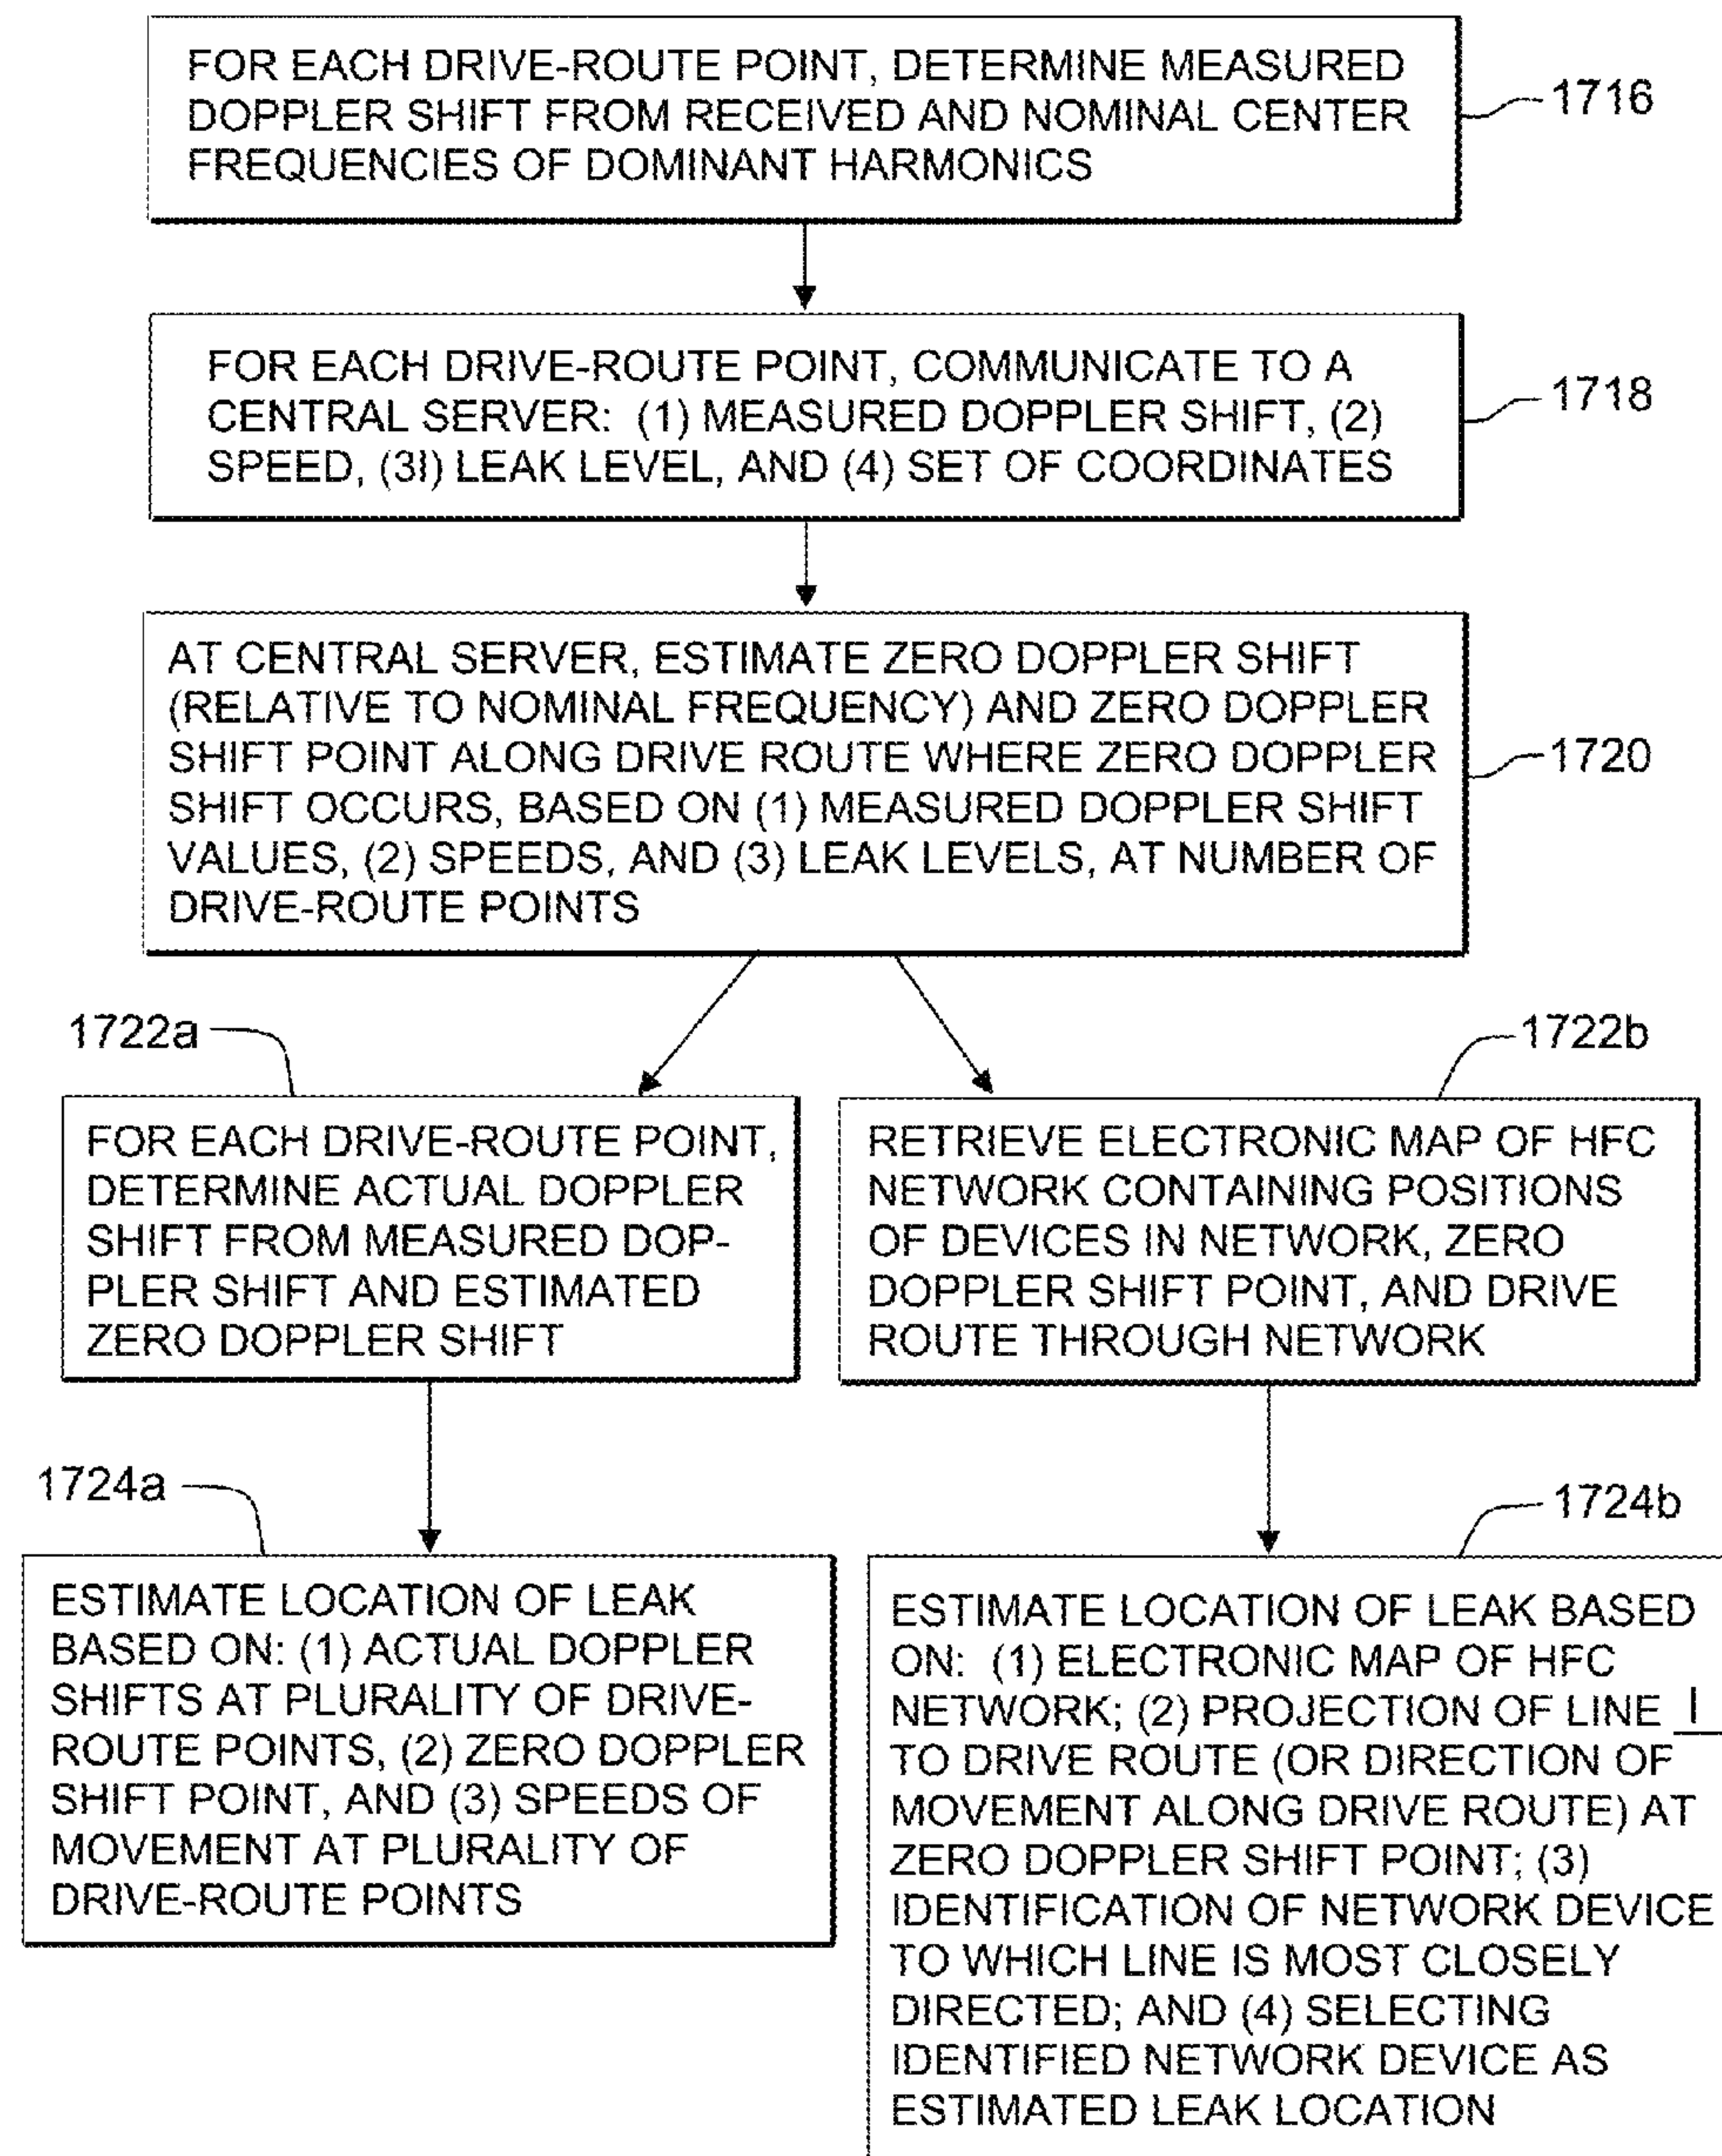 FOR EACH DRIVE-ROUTE POINT, DETERMINE MEASURED
DOPPLER SHIFT FROM RECEIVED AND NOMINAL CENTER
FREQUENCIES OF DOMINANT HARMONICS
1716
FOR EACH DRIVE-ROUTE POINT, COMMUNICATE TO A
CENTRAL SERVER: (1) MEASURED DOPPLER SHIFT, (2)
SPEED, (3I) LEAK LEVEL, AND (4) SET OF COORDINATES
1718
AT CENTRAL SERVER, ESTIMATE ZERO DOPPLER SHIFT
(RELATIVE TO NOMINAL FREQUENCY) AND ZERO DOPPLER
SHIFT POINT ALONG DRIVE ROUTE WHERE ZERO DOPPLER
SHIFT OCCURS, BASED ON (1) MEASURED DOPPLER SHIFT
VALUES, (2) SPEEDS, AND (3) LEAK LEVELS, AT NUMBER OF
DRIVE-ROUTE POINTS
1720
1722a
FOR EACH DRIVE-ROUTE POINT,
DETERMINE ACTUAL DOPPLER
SHIFT FROM MEASURED DOP-
PLER SHIFT AND ESTIMATED
ZERO DOPPLER SHIFT
1722b
RETRIEVE ELECTRONIC MAP OF HFC
NETWORK CONTAINING POSITIONS
OF DEVICES IN NETWORK, ZERO
DOPPLER SHIFT POINT, AND DRIVE
ROUTE THROUGH NETWORK
1724a
ESTIMATE LOCATION OF LEAK
BASED ON: (1) ACTUAL DOPPLER
SHIFTS AT PLURALITY OF DRIVE-
ROUTE POINTS, (2) ZERO DOPPLER
SHIFT POINT, AND (3) SPEEDS OF
MOVEMENT AT PLURALITY OF
DRIVE-ROUTE POINTS
1724b
ESTIMATE LOCATION OF LEAK BASED
ON: (1) ELECTRONIC MAP OF HFC
NETWORK; (2) PROJECTION OF LINE ⊥
TO DRIVE ROUTE (OR DIRECTION OF
MOVEMENT ALONG DRIVE ROUTE) AT
ZERO DOPPLER SHIFT POINT; (3)
IDENTIFICATION OF NETWORK DEVICE
TO WHICH LINE IS MOST CLOSELY
DIRECTED; AND (4) SELECTING
IDENTIFIED NETWORK DEVICE AS
ESTIMATED LEAK LOCATION